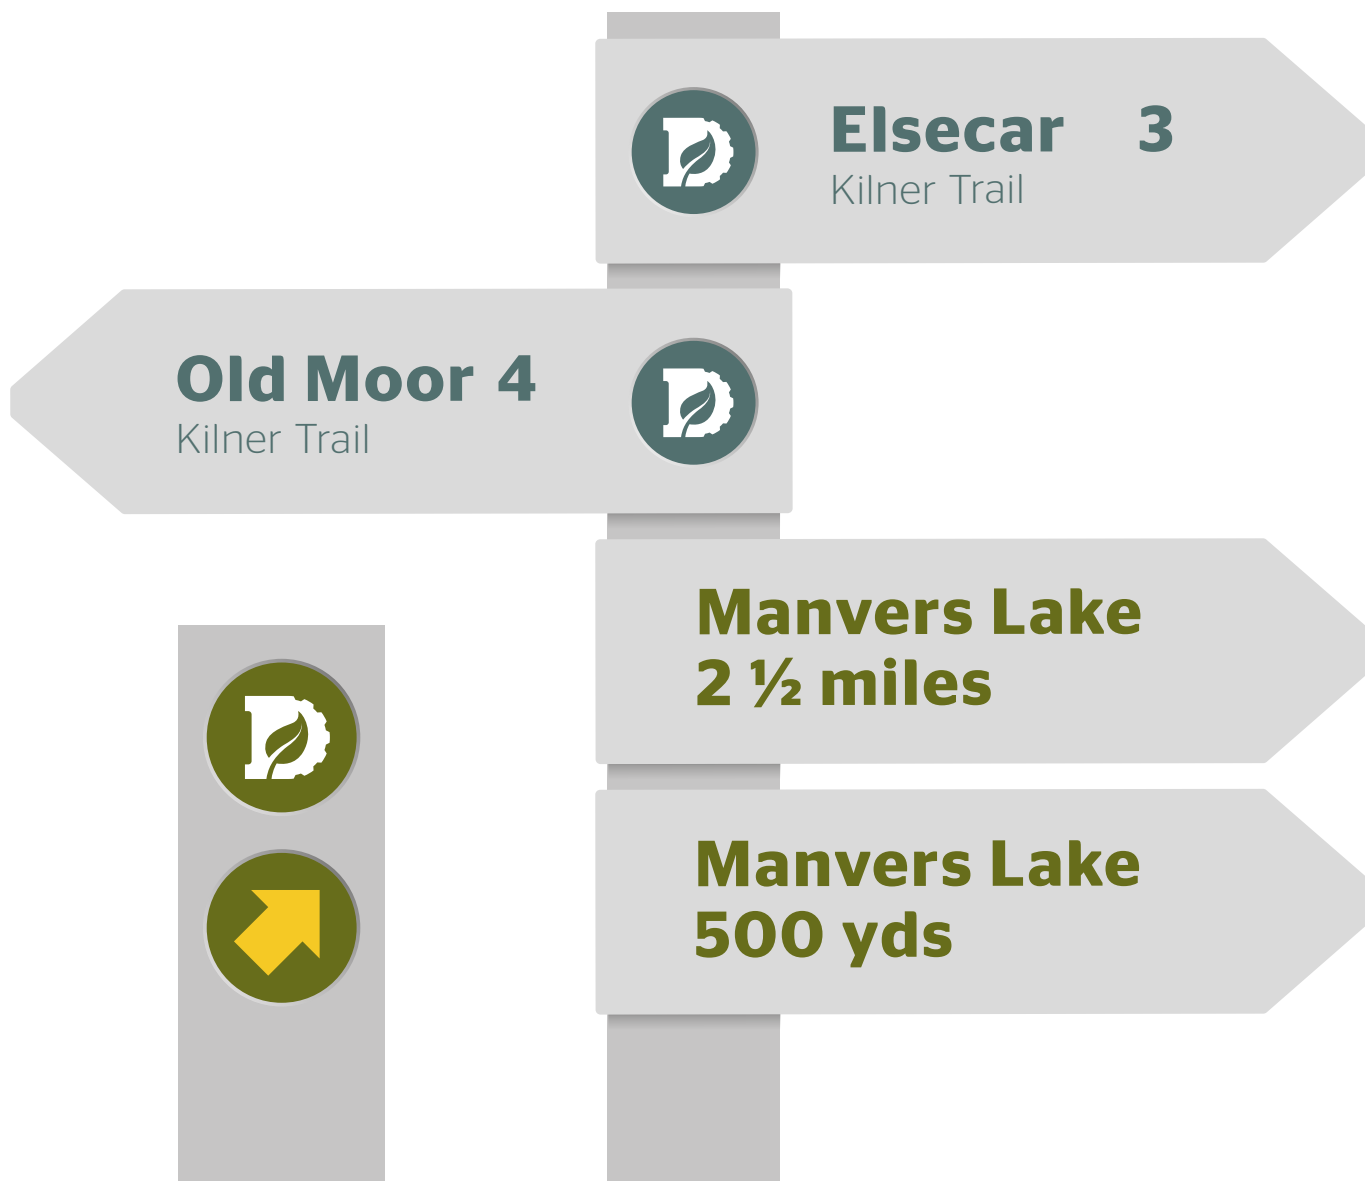 Elsecar 3
Kilner Trail
Old Moor 4
Kilner Trail
Manvers Lake
2 ½ miles
D
Manvers Lake
500 yds